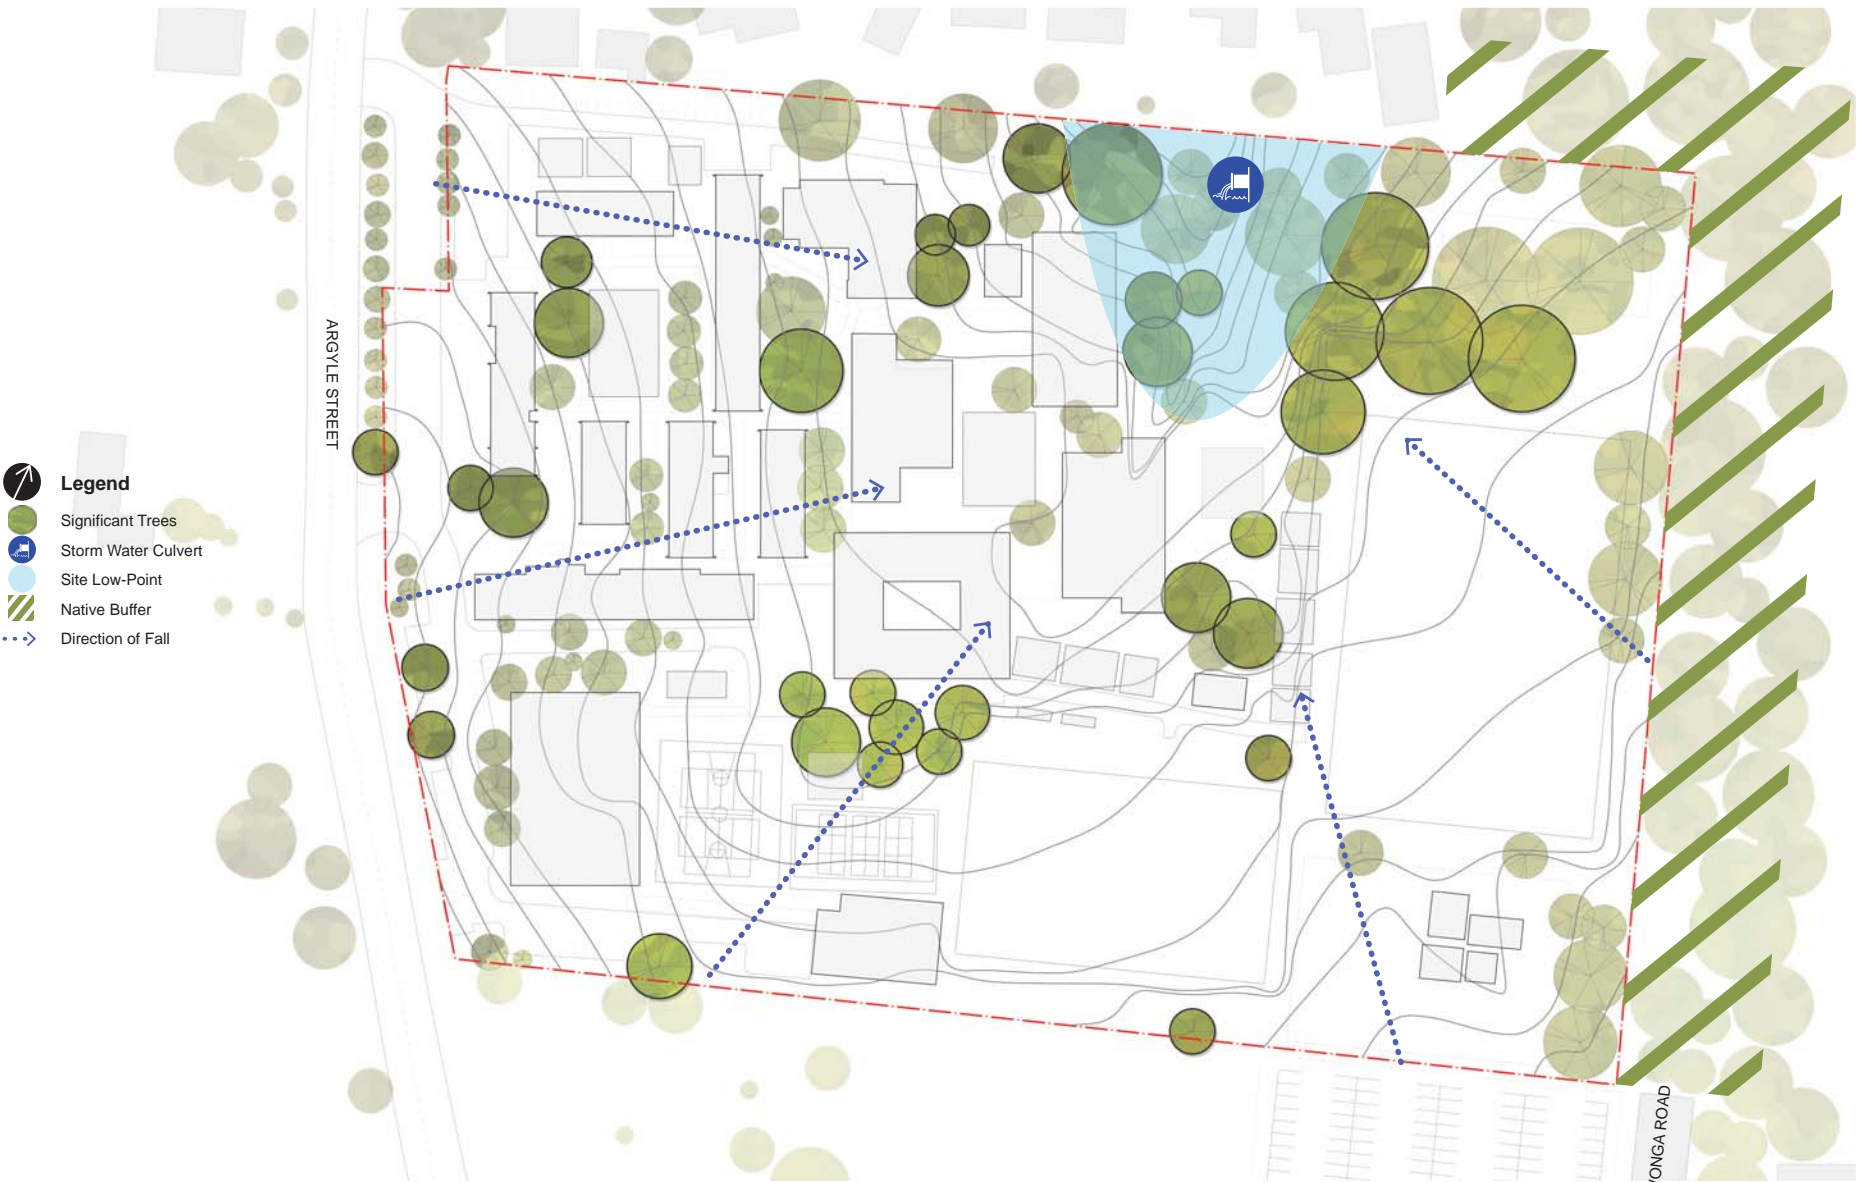 ARGYLE STREET
Legend
Significant Trees
Storm Water Culvert
Site Low-Point
Native Buffer
Direction of Fall
ONGA ROAD